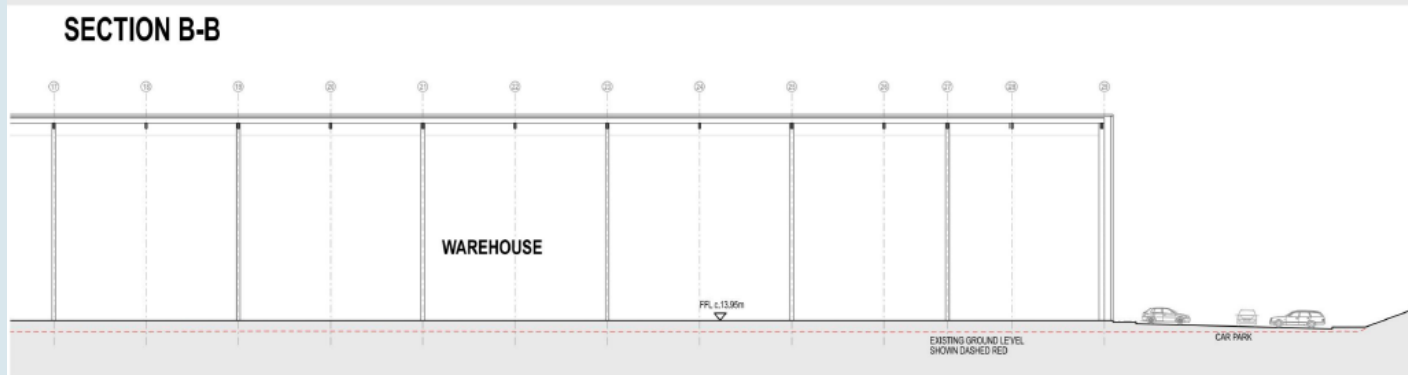 SECTION B-B
17 18 19 20 21 22 23 24 25 26 27 28 29
WAREHOUSE
FFL c.13.95m
EXISTING GROUND LEVEL
SHOWN DASHED RED
CAR PARK